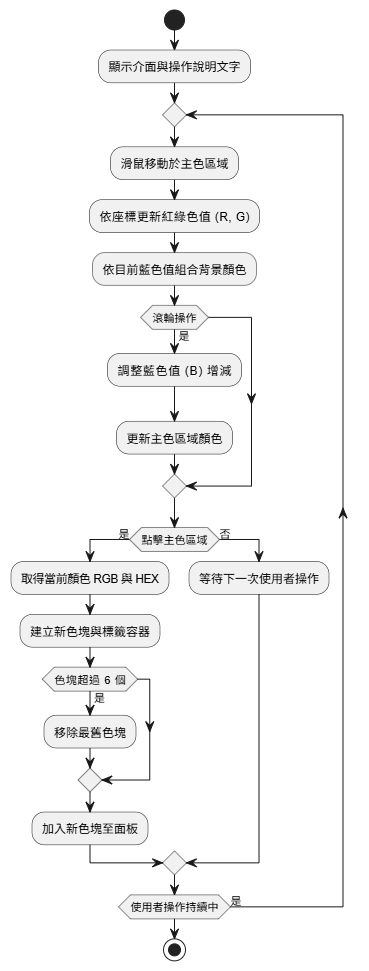 顯示介面與操作說明文字
滑鼠移動於主色區域
依座標更新紅綠色值 (R, G)
依目前藍色值組合背景顏色
滾輪操作
是
調整藍色值 (B) 增減
更新主色區域顏色
是
點擊主色區域
否
取得當前顏色 RGB 與 HEX
等待下一次使用者操作
建立新色塊與標籤容器
色塊超過 6 個
是
移除最舊色塊
加入新色塊至面板
使用者操作持續中
是